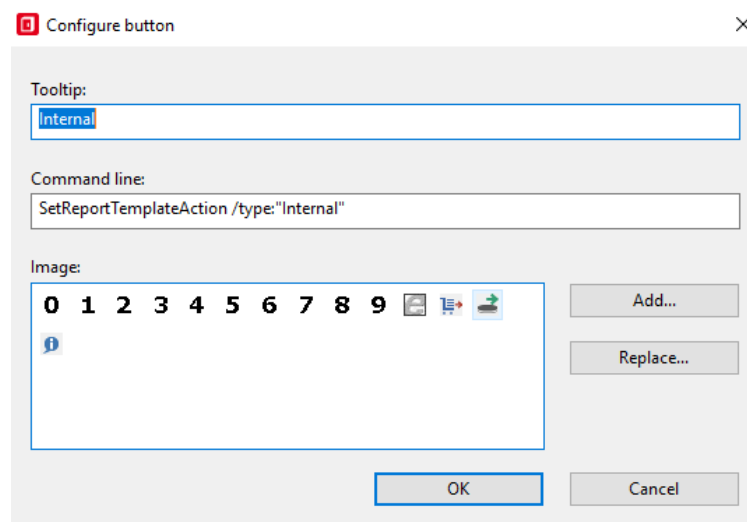 Configure button
Tooltip:
Internal
Command line:
SetReportTemplateAction /type:"Internal"
Image:
0 1 2 3 4 5 6 7 8 9
Add...
Replace...
OK
Cancel